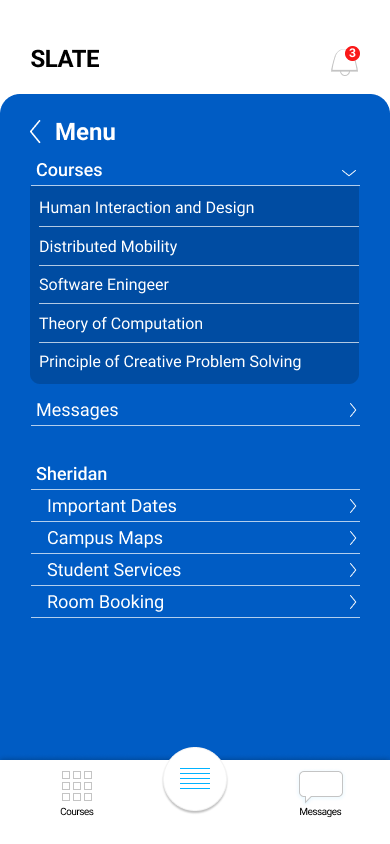 SLATE
3
Menu
Courses
Human Interaction and Design
Distributed Mobility
Software Eningeer
Theory of Computation
Principle of Creative Problem Solving
Messages
Sheridan
Important Dates
Campus Maps
Student Services
Room Booking
Courses
Messages